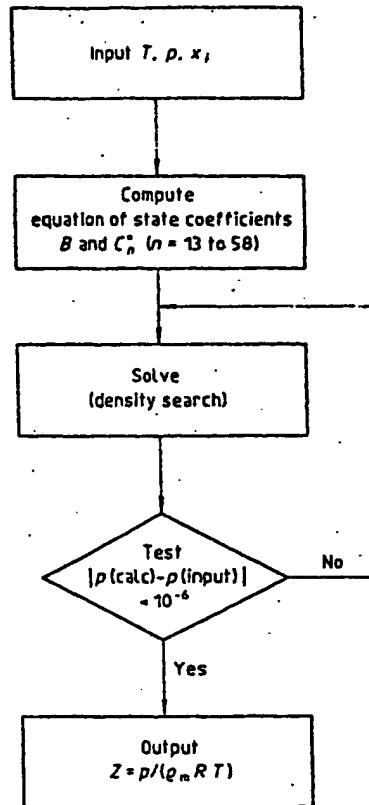 Input T, p, x_i
Compute
equation of state coefficients
B and C_n^* (n = 13 to 58)
Solve
(density search)
Test
|p(calc)-p(input)|
< 10^-6
No
Yes
Output
Z = p/(ϱ_m R T)